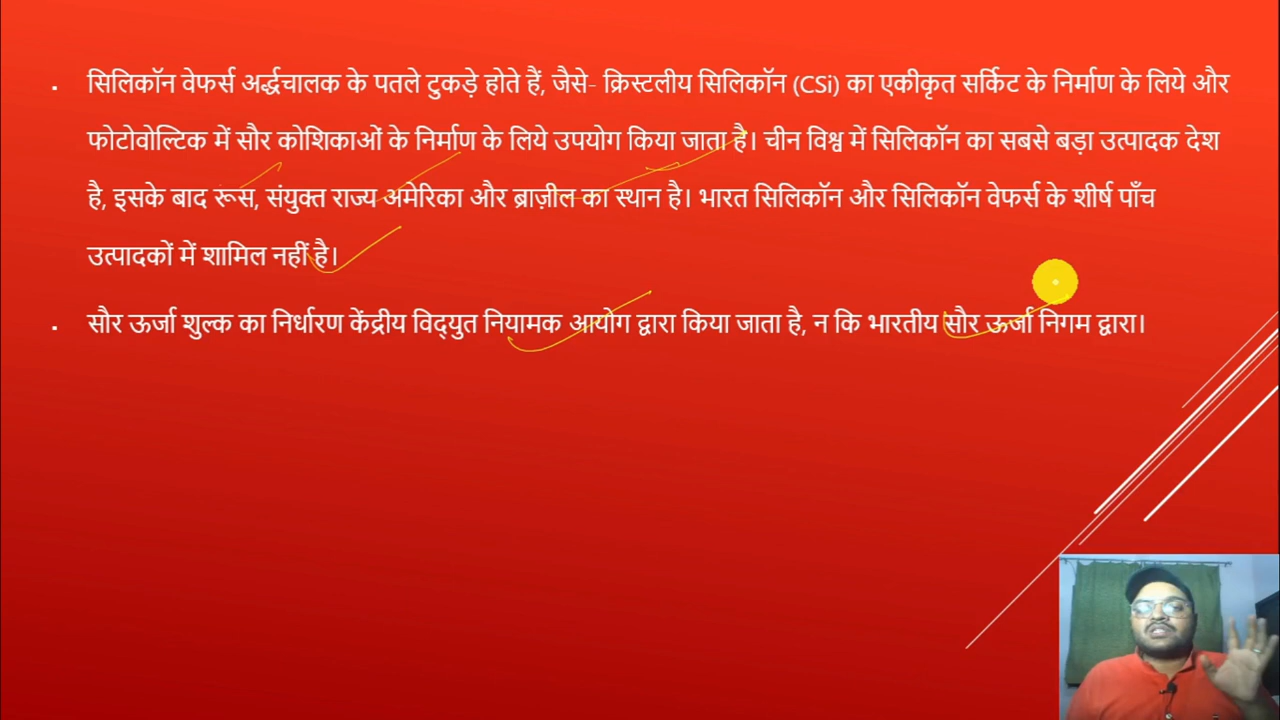 ▪ सिलिकॉन वेफर्स अर्द्धचालक के पतले टुकड़े होते हैं, जैसे- क्रिस्टलीय सिलिकॉन (CSi) का एकीकृत सर्किट के निर्माण के लिये और
फोटोवोल्टिक में सौर कोशिकाओं के निर्माण के लिये उपयोग किया जाता है। चीन विश्व में सिलिकॉन का सबसे बड़ा उत्पादक देश
है, इसके बाद रूस, संयुक्त राज्य अमेरिका और ब्राज़ील का स्थान है। भारत सिलिकॉन और सिलिकॉन वेफर्स के शीर्ष पाँच
उत्पादकों में शामिल नहीं है।
▪ सौर ऊर्जा शुल्क का निर्धारण केंद्रीय विद्युत नियामक आयोग द्वारा किया जाता है, न कि भारतीय सौर ऊर्जा निगम द्वारा।